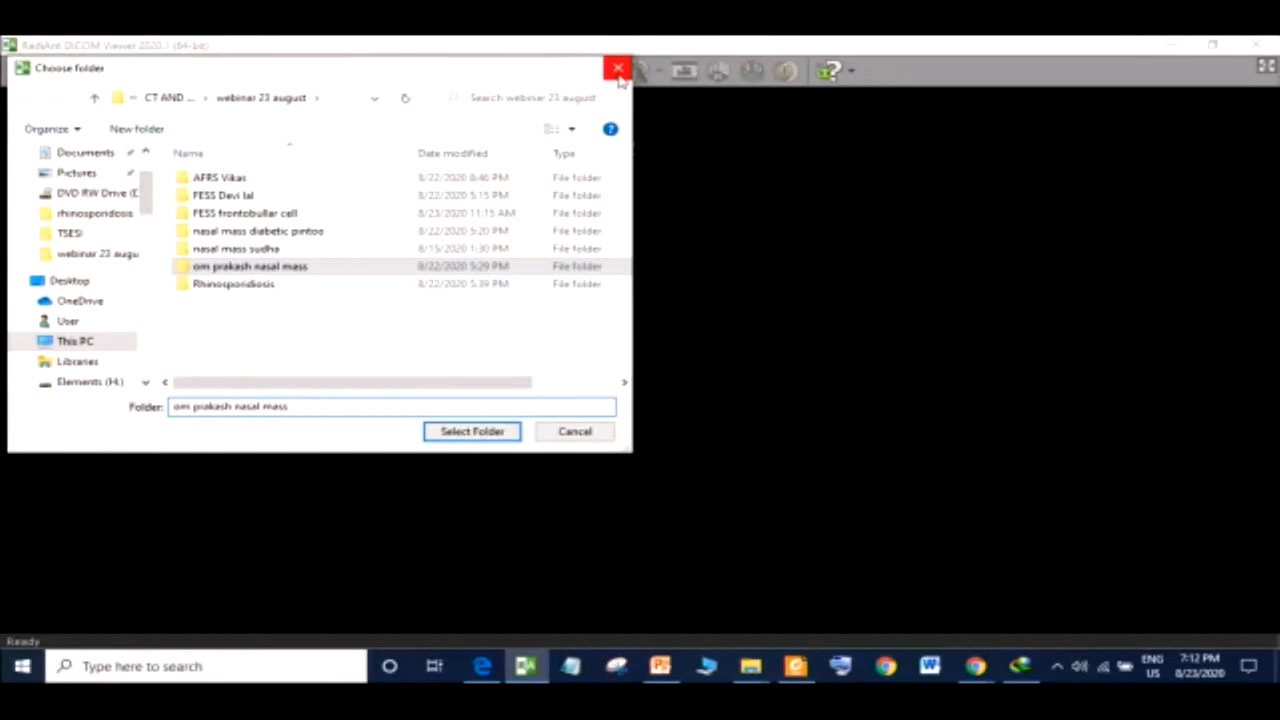 RadiAnt DICOM Viewer 2020.1 (64-bit)
Choose folder
CT AND ... › webinar 23 august ›
Search webinar 23 august
Organize
New folder
Name
Date modified
Type
Documents
Pictures
DVD RW Drive (D
rhinosporidosis
TSESI
webinar 23 augu
Desktop
OneDrive
User
This PC
Libraries
Elements (H:)
AFRS Vikas 8/22/2020 8:46 PM File folder
FESS Devi lal 8/22/2020 5:15 PM File folder
FESS frontobullar cell 8/23/2020 11:15 AM File folder
nasal mass diabetic pintoo 8/22/2020 5:20 PM File folder
nasal mass sudha 8/15/2020 1:30 PM File folder
om prakash nasal mass 8/22/2020 5:29 PM File folder
Rhinosporidiosis 8/22/2020 5:39 PM File folder
Folder: om prakash nasal mass
Select Folder
Cancel
Ready
Type here to search
ENG
US
7:12 PM
8/23/2020